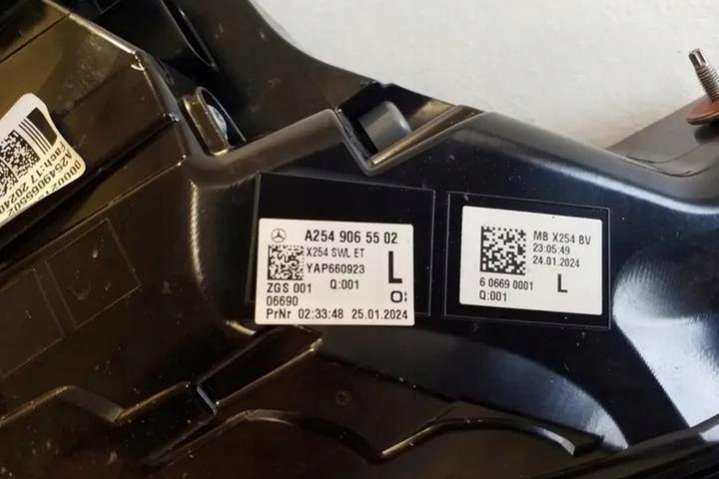 A254 906 55 02
X254 SWL ET
YAP660923
L
ZGS 001 Q:001
06690
PrNr 02:33:48 25.01.2024
MB X254 BV
23:05:49
24.01.2024
6 0669 0001 L
Q:001